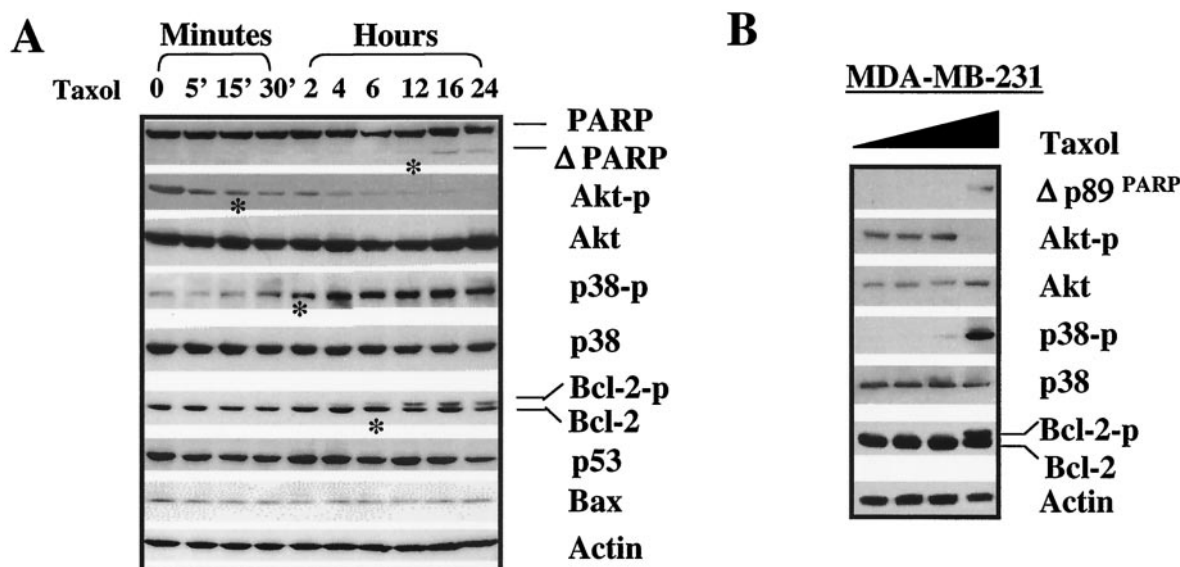 A
Minutes Hours
Taxol 0 5' 15' 30' 2 4 6 12 16 24
PARP
Δ PARP
*
Akt-p
*
Akt
p38-p
*
p38
Bcl-2-p
Bcl-2
*
p53
Bax
Actin
B
MDA-MB-231
Taxol
Δ p89 PARP
Akt-p
Akt
p38-p
p38
Bcl-2-p
Bcl-2
Actin